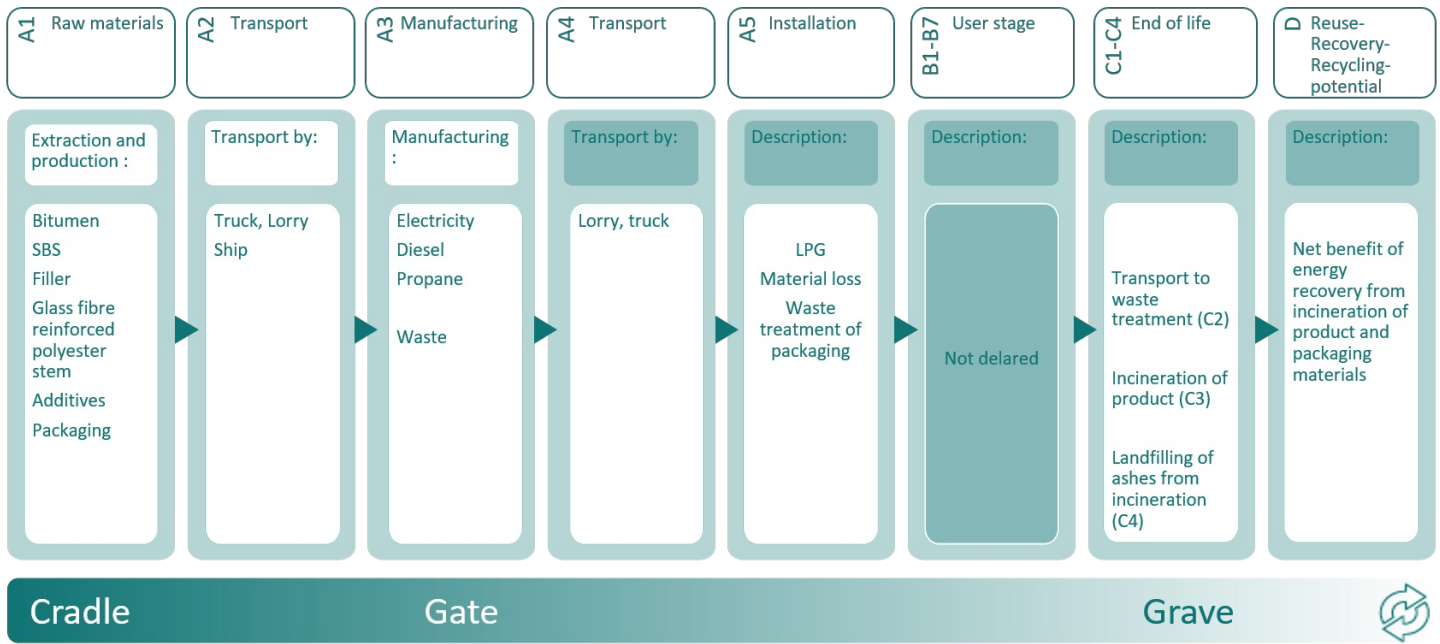 A1 Raw materials
A2 Transport
A3 Manufacturing
A4 Transport
A5 Installation
B1-B7 User stage
C1-C4 End of life
D Reuse-
Recovery-
Recycling-
potential
Extraction and
production :
Bitumen
SBS
Filler
Glass fibre
reinforced
polyester
stem
Additives
Packaging
Transport by:
Truck, Lorry
Ship
Manufacturing
:
Electricity
Diesel
Propane
Waste
Transport by:
Lorry, truck
Description:
LPG
Material loss
Waste
treatment of
packaging
Description:
Not delared
Description:
Transport to
waste
treatment (C2)
Incineration of
product (C3)
Landfilling of
ashes from
incineration
(C4)
Description:
Net benefit of
energy
recovery from
incineration of
product and
packaging
materials
Cradle
Gate
Grave